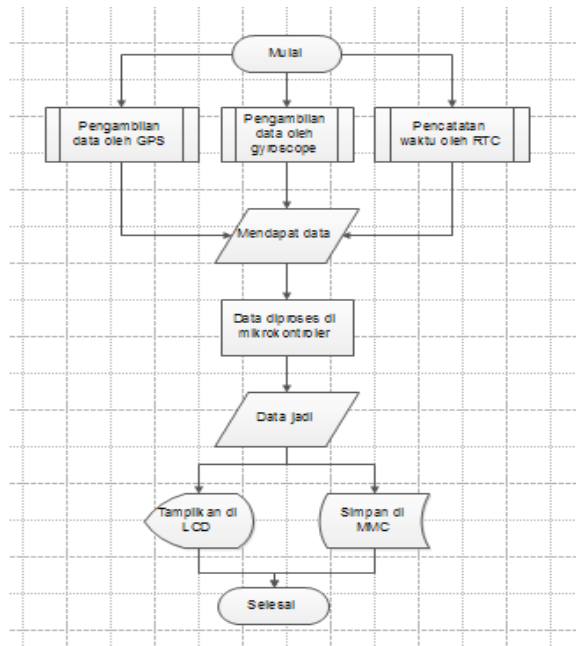 Mulai
Pengambilan
data oleh GPS
Pengambilan
data oleh
gyroscope
Pencatatan
waktu oleh RTC
Mendapat data
Data diproses di
mikrokontroler
Data jadi
Tampilkan di
LCD
Simpan di
MMC
Selesai